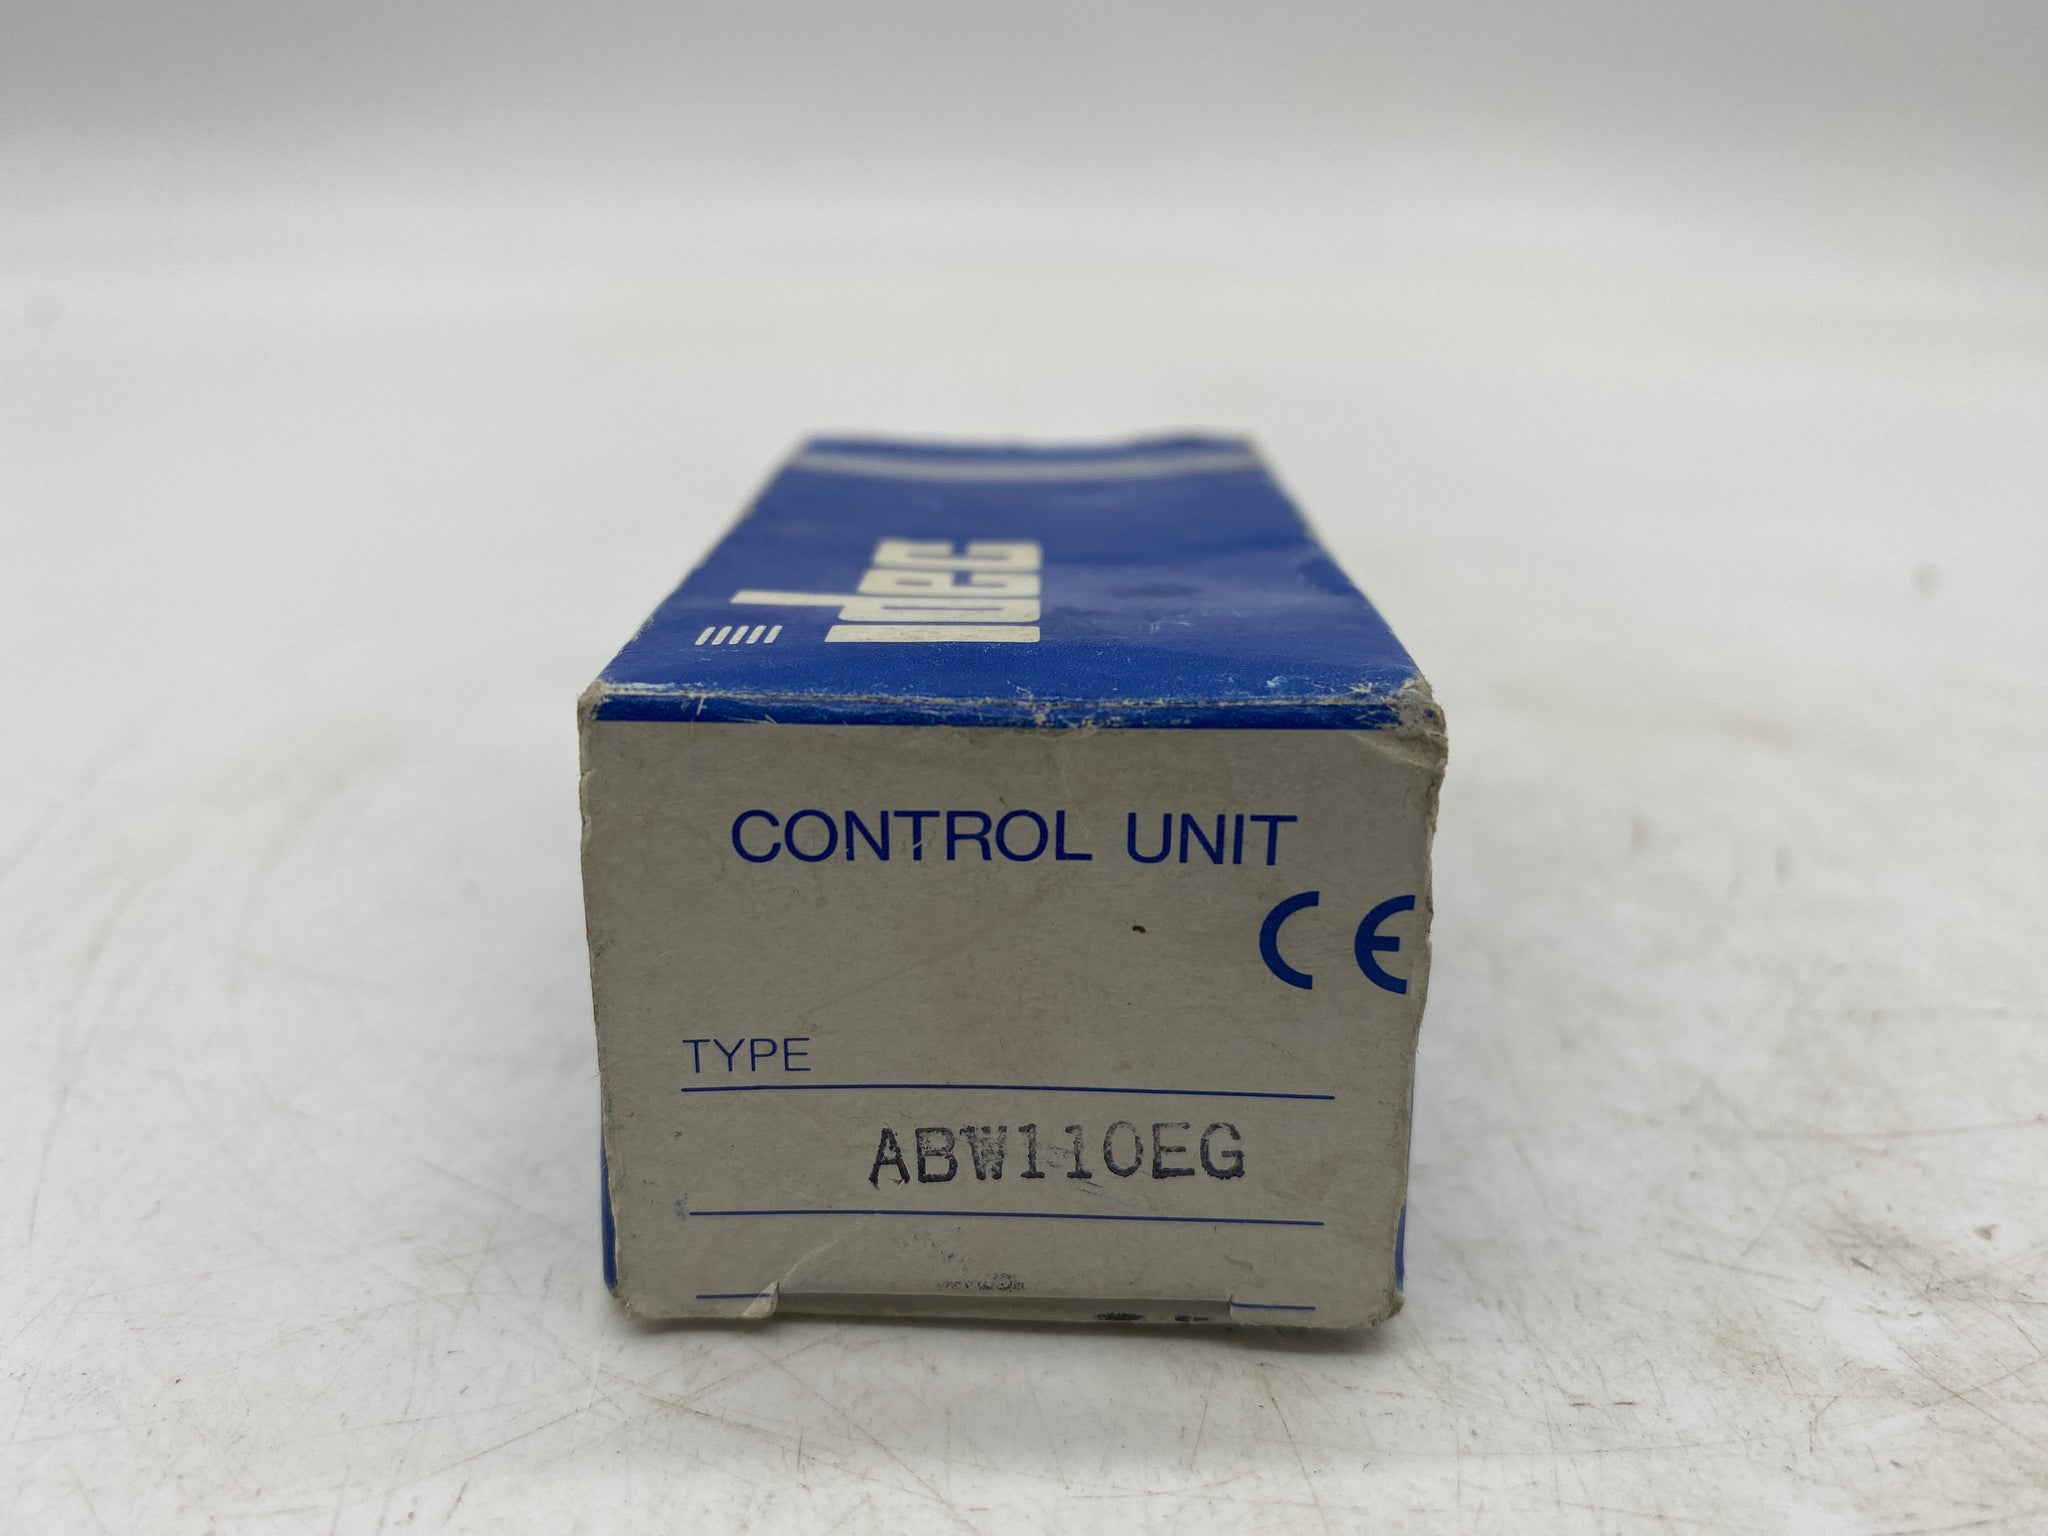 IDEC
CONTROL UNIT
CE
TYPE
ABW110EG